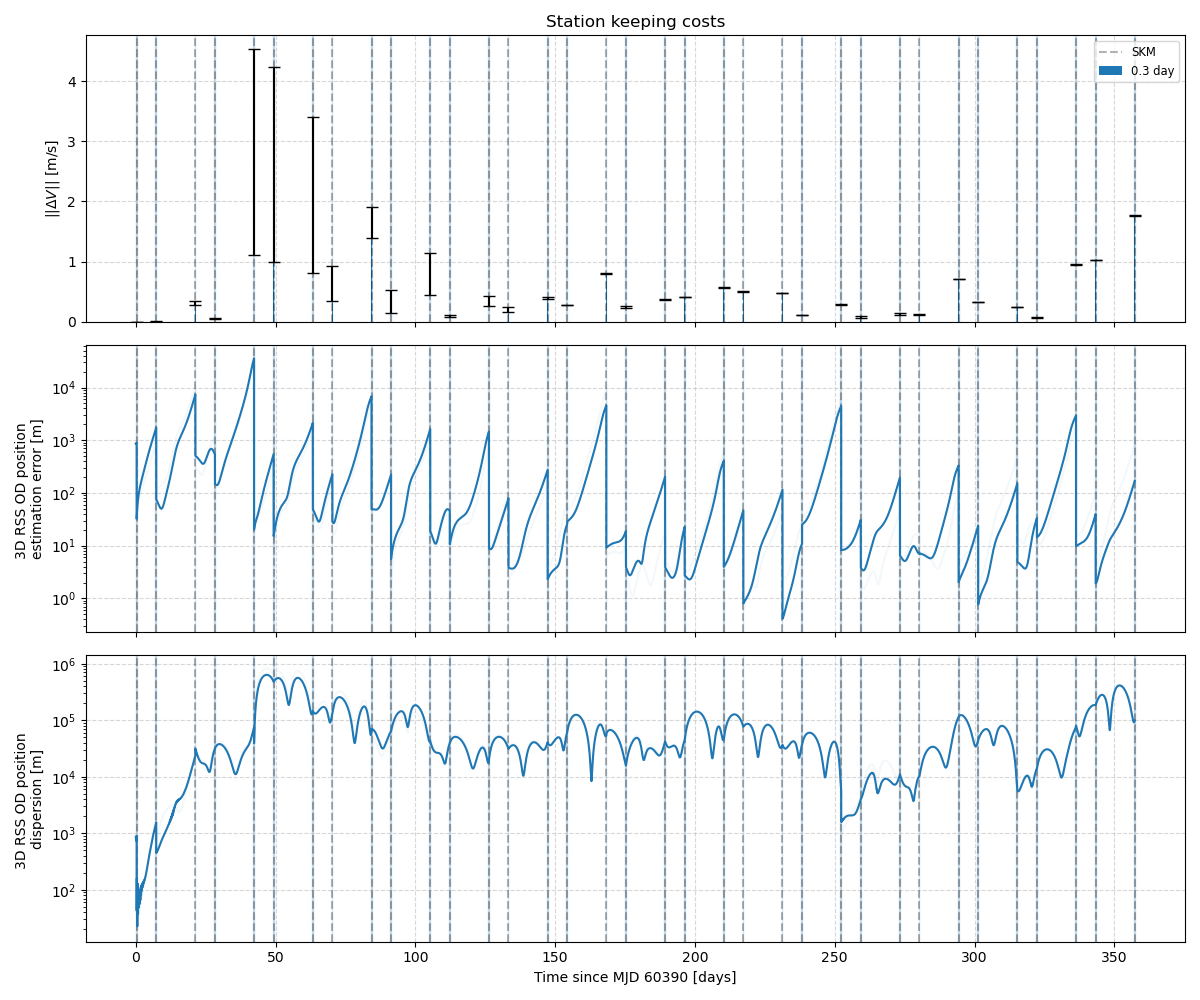 Station keeping costs
||ΔV|| [m/s]
4
3
2
1
0
SKM
0.3 day
3D RSS OD position
estimation error [m]
10⁴
10³
10²
10¹
10⁰
3D RSS OD position
dispersion [m]
10⁶
10⁵
10⁴
10³
10²
0 50 100 150 200 250 300 350
Time since MJD 60390 [days]